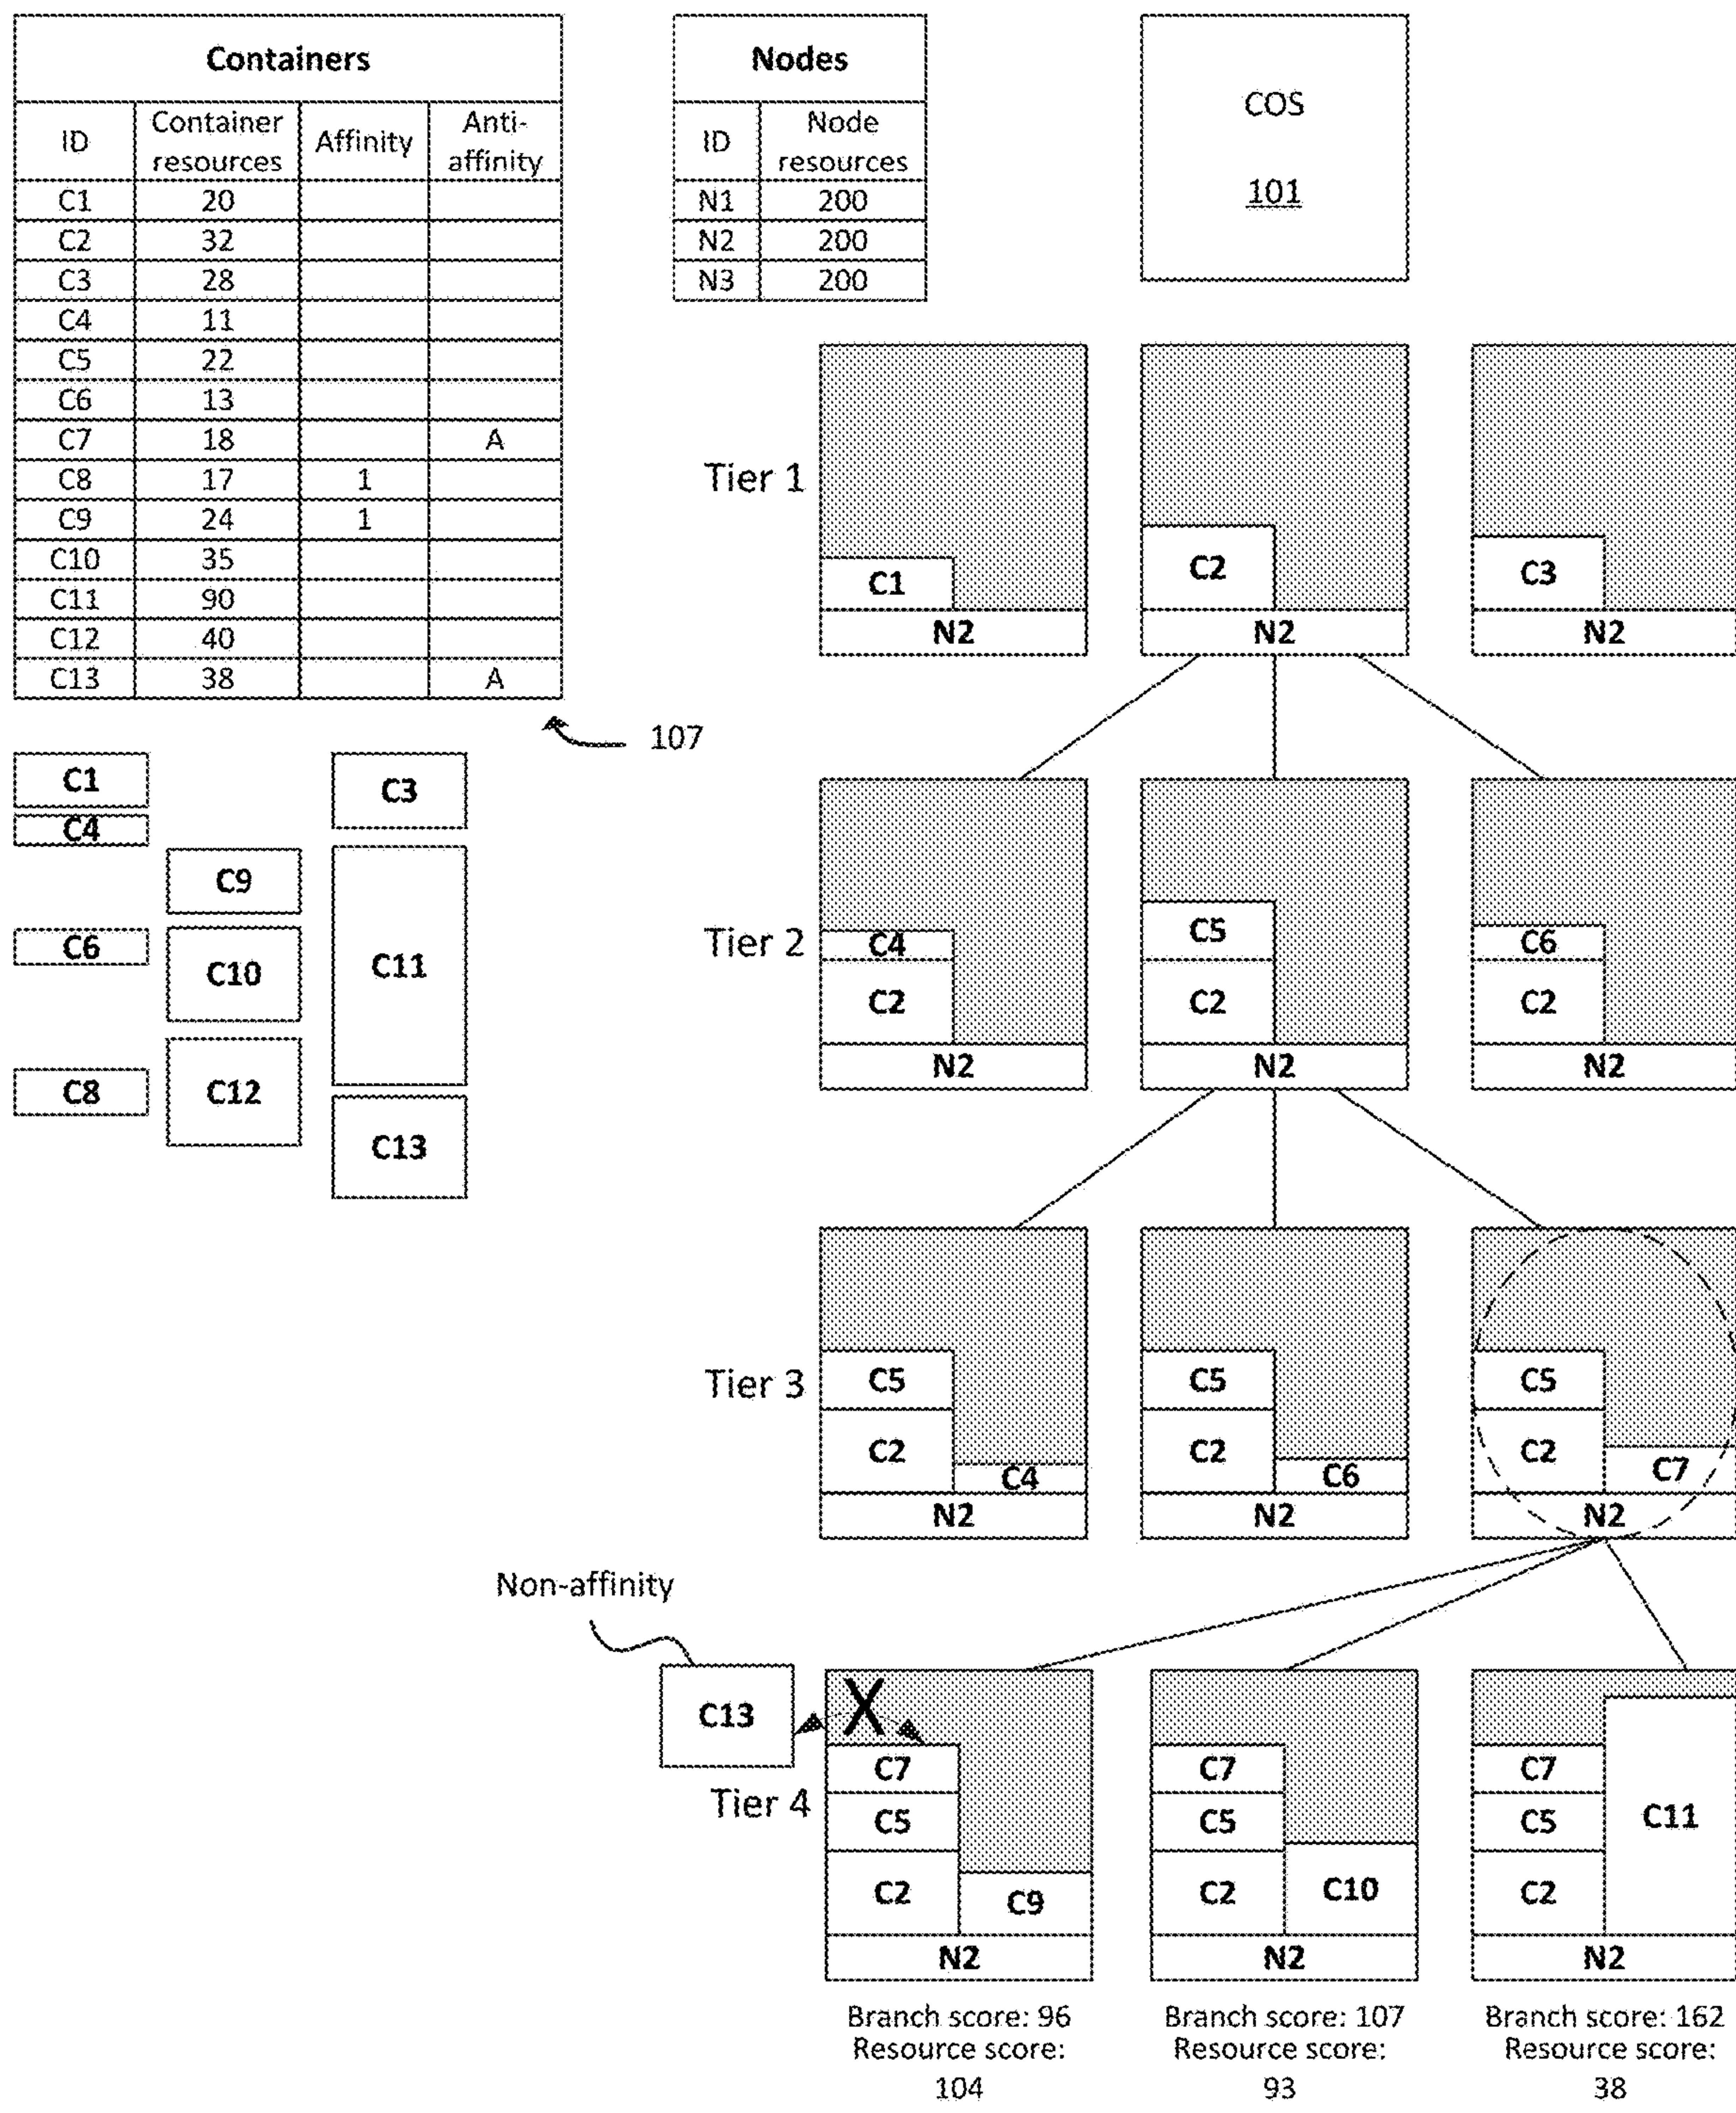 Containers
ID Container resources Affinity Anti-affinity
C1 20
C2 32
C3 28
C4 11
C5 22
C6 13
C7 18 A
C8 17 1
C9 24 1
C10 35
C11 90
C12 40
C13 38 A
107
Nodes
ID Node resources
N1 200
N2 200
N3 200
COS
101
C1
C4
C6
C8
C9
C10
C12
C3
C11
C13
Tier 1
C1
N2
C2
N2
C3
N2
Tier 2
C4
C2
N2
C5
C2
N2
C6
C2
N2
Tier 3
C5
C2
C4
N2
C5
C2
C6
N2
C5
C2
C7
N2
Non-affinity
C13
X
Tier 4
C7
C5
C2
C9
N2
C7
C5
C2
C10
N2
C7
C5
C2
C11
N2
Branch score: 96
Resource score:
104
Branch score: 107
Resource score:
93
Branch score: 162
Resource score:
38